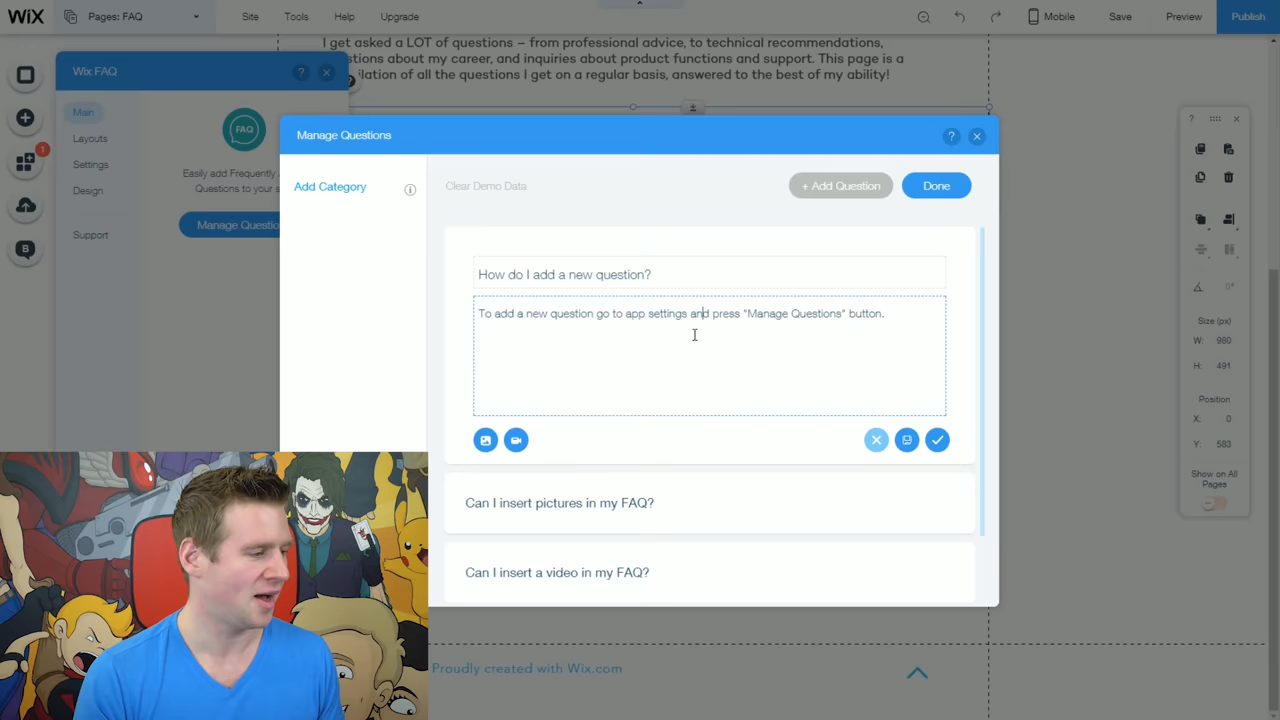 WiX
Pages: FAQ
Site
Tools
Help
Upgrade
Mobile
Save
Preview
Publish
I get asked a LOT of questions – from professional advice, to technical recommendations,
stions about my career, and inquiries about product functions and support. This page is a
ilation of all the questions I get on a regular basis, answered to the best of my ability!
Wix FAQ
?
Main
Layouts
Settings
Design
Support
FAQ
Easily add Frequently
Questions to your
Manage Questio
1
B
Manage Questions
?
Add Category
Clear Demo Data
+ Add Question
Done
How do I add a new question?
To add a new question go to app settings and press "Manage Questions" button.
Can I insert pictures in my FAQ?
Can I insert a video in my FAQ?
?
0°
Size (px)
W: 980
H: 491
Position
X: 0
Y: 583
Show on All
Pages
Proudly created with Wix.com